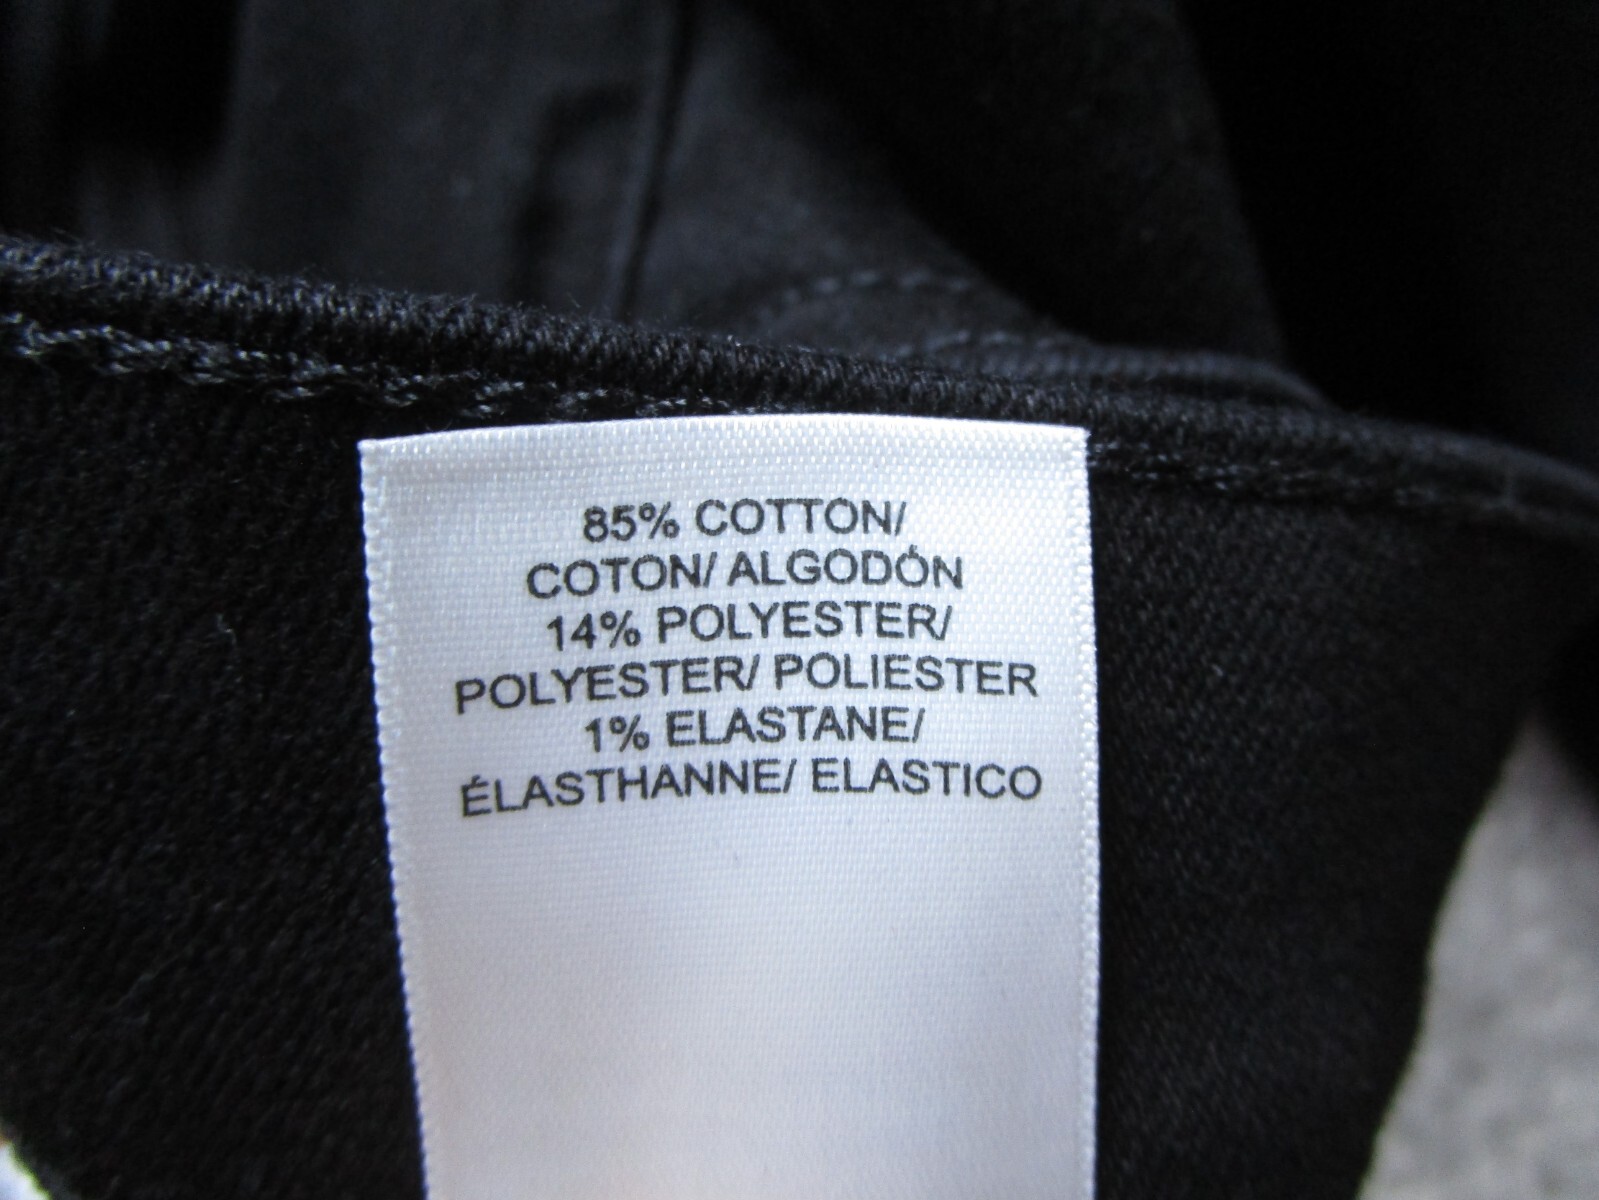 85% COTTON/
COTON/ ALGODÓN
14% POLYESTER/
POLYESTER/ POLIESTER
1% ELASTANE/
ÉLASTHANNE/ ELASTICO